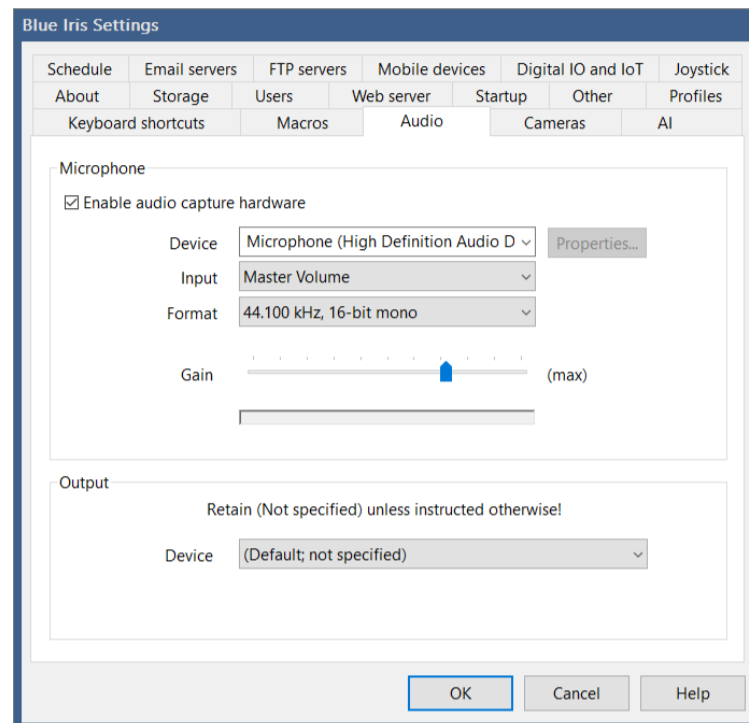 Blue Iris Settings
Schedule Email servers FTP servers Mobile devices Digital IO and IoT Joystick
About Storage Users Web server Startup Other Profiles
Keyboard shortcuts Macros Audio Cameras AI
Microphone
Enable audio capture hardware
Device Microphone (High Definition Audio D Properties...
Input Master Volume
Format 44.100 kHz, 16-bit mono
Gain (max)
Output
Retain (Not specified) unless instructed otherwise!
Device (Default; not specified)
OK Cancel Help